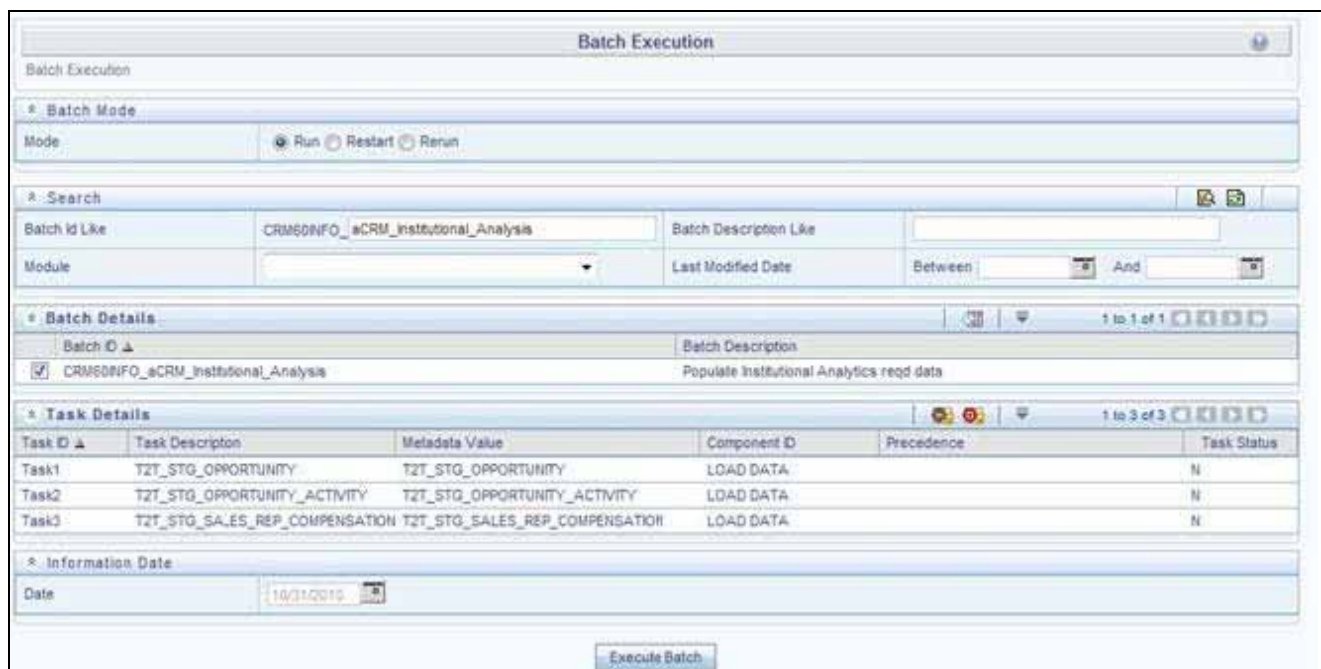 Batch Execution
Batch Execution
Batch Mode
Mode Run Restart Rerun
Search
Batch Id Like CRM60INFO_ aCRM_Institutional_Analysis Batch Description Like
Module Last Modified Date Between And
Batch Details 1 to 1 of 1
Batch ID Batch Description
CRM60INFO_aCRM_Institutional_Analysis Populate Institutional Analytics reqd data
Task Details 1 to 3 of 3
Task ID Task Descripton Metadata Value Component ID Precedence Task Status
Task1 T2T_STG_OPPORTUNITY T2T_STG_OPPORTUNITY LOAD DATA N
Task2 T2T_STG_OPPORTUNITY_ACTIVITY T2T_STG_OPPORTUNITY_ACTIVITY LOAD DATA N
Task3 T2T_STG_SALES_REP_COMPENSATION T2T_STG_SALES_REP_COMPENSATION LOAD DATA N
Information Date
Date 10/31/2010
Execute Batch